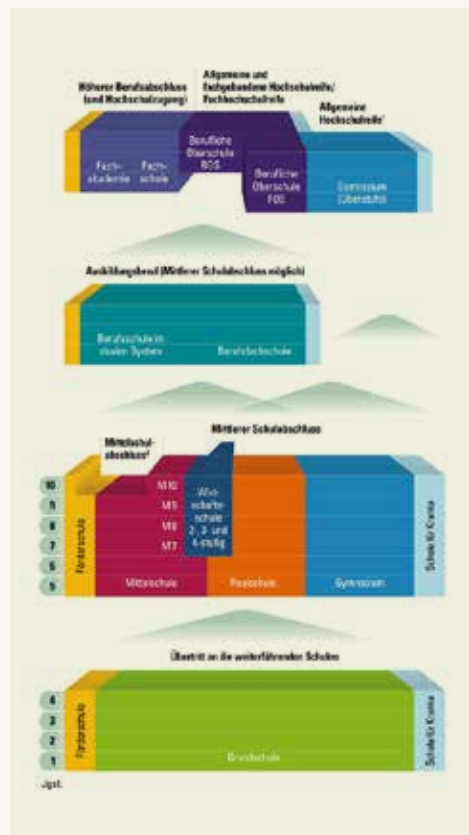 Höherer Berufsabschluss
(und Hochschulzugang)
Allgemeine und
fachgebundene Hochschulreife/
Fachhochschulreife
Allgemeine
Hochschulreife¹
Fach-
akademie
Fach-
schule
Berufliche
Oberschule
BOS
Berufliche
Oberschule
FOS
Gymnasium
(Oberstufe)
Ausbildungsberuf (Mittlerer Schulabschluss möglich)
Berufsschule im
dualen System
Berufsfachschule
Mittlerer Schulabschluss
Mittelschul-
abschluss²
10
9
8
7
6
5
Förderschule
M10
M9
M8
M7
Wirt-
schafts-
schule
2-, 3- und
4-stufig
Mittelschule
Realschule
Gymnasium
Schule für Kranke
Übertritt an die weiterführenden Schulen
4
3
2
1
Förderschule
Grundschule
Schule für Kranke
Jgst.